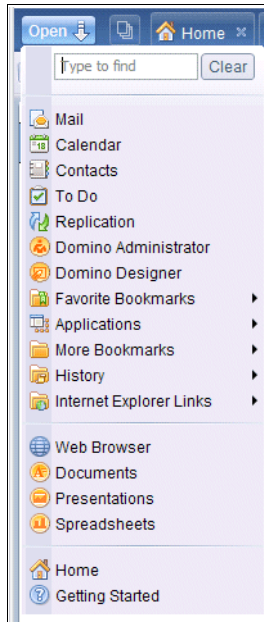 Open Home
Type to find Clear
Mail
Calendar
Contacts
To Do
Replication
Domino Administrator
Domino Designer
Favorite Bookmarks
Applications
More Bookmarks
History
Internet Explorer Links
Web Browser
Documents
Presentations
Spreadsheets
Home
Getting Started